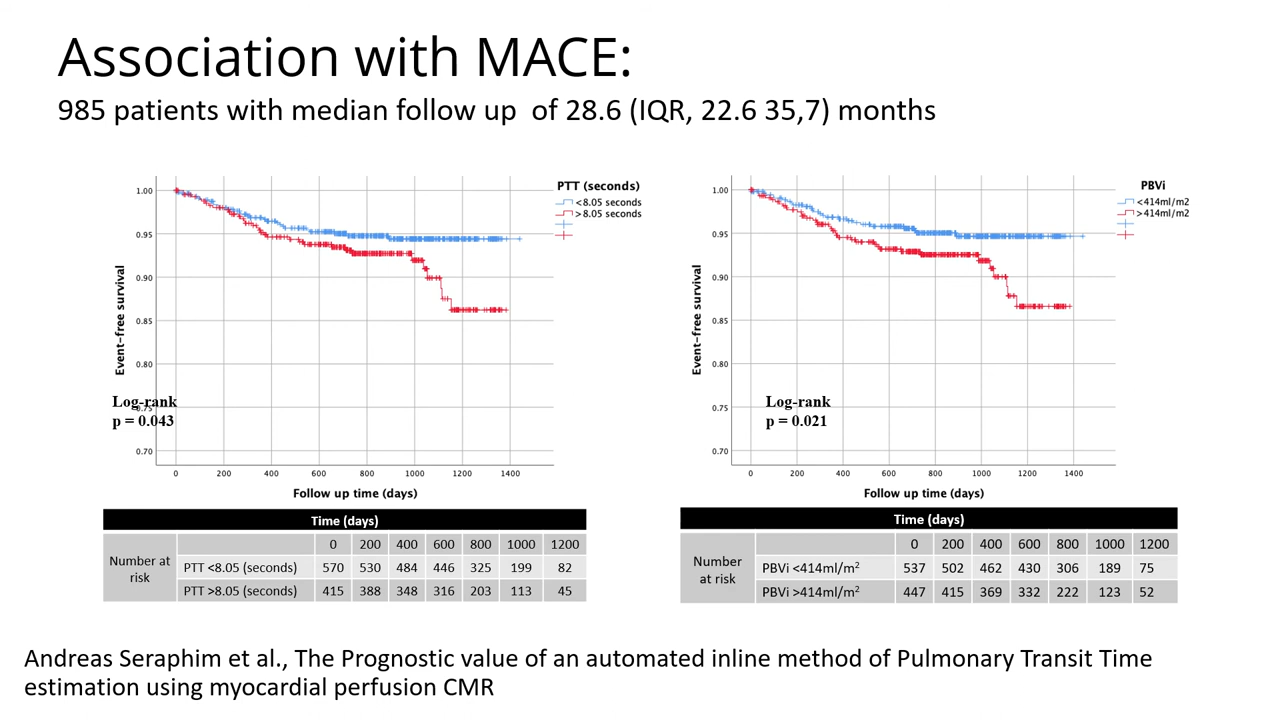 Association with MACE:
985 patients with median follow up  of 28.6 (IQR, 22.6 35,7) months
PTT (seconds)
<8.05 seconds
>8.05 seconds
1.00
0.95
0.90
0.85
0.80
0.75
0.70
Event-free survival
Log-rank
p = 0.043
0 200 400 600 800 1000 1200 1400
Follow up time (days)
PBVi
<414ml/m2
>414ml/m2
1.00
0.95
0.90
0.85
0.80
0.75
0.70
Event-free survival
Log-rank
p = 0.021
0 200 400 600 800 1000 1200 1400
Follow up time (days)
Time (days)
Number at risk
0 200 400 600 800 1000 1200
PTT <8.05 (seconds) 570 530 484 446 325 199 82
PTT >8.05 (seconds) 415 388 348 316 203 113 45
Time (days)
Number at risk
0 200 400 600 800 1000 1200
PBVi <414ml/m² 537 502 462 430 306 189 75
PBVi >414ml/m² 447 415 369 332 222 123 52
Andreas Seraphim et al., The Prognostic value of an automated inline method of Pulmonary Transit Time
estimation using myocardial perfusion CMR